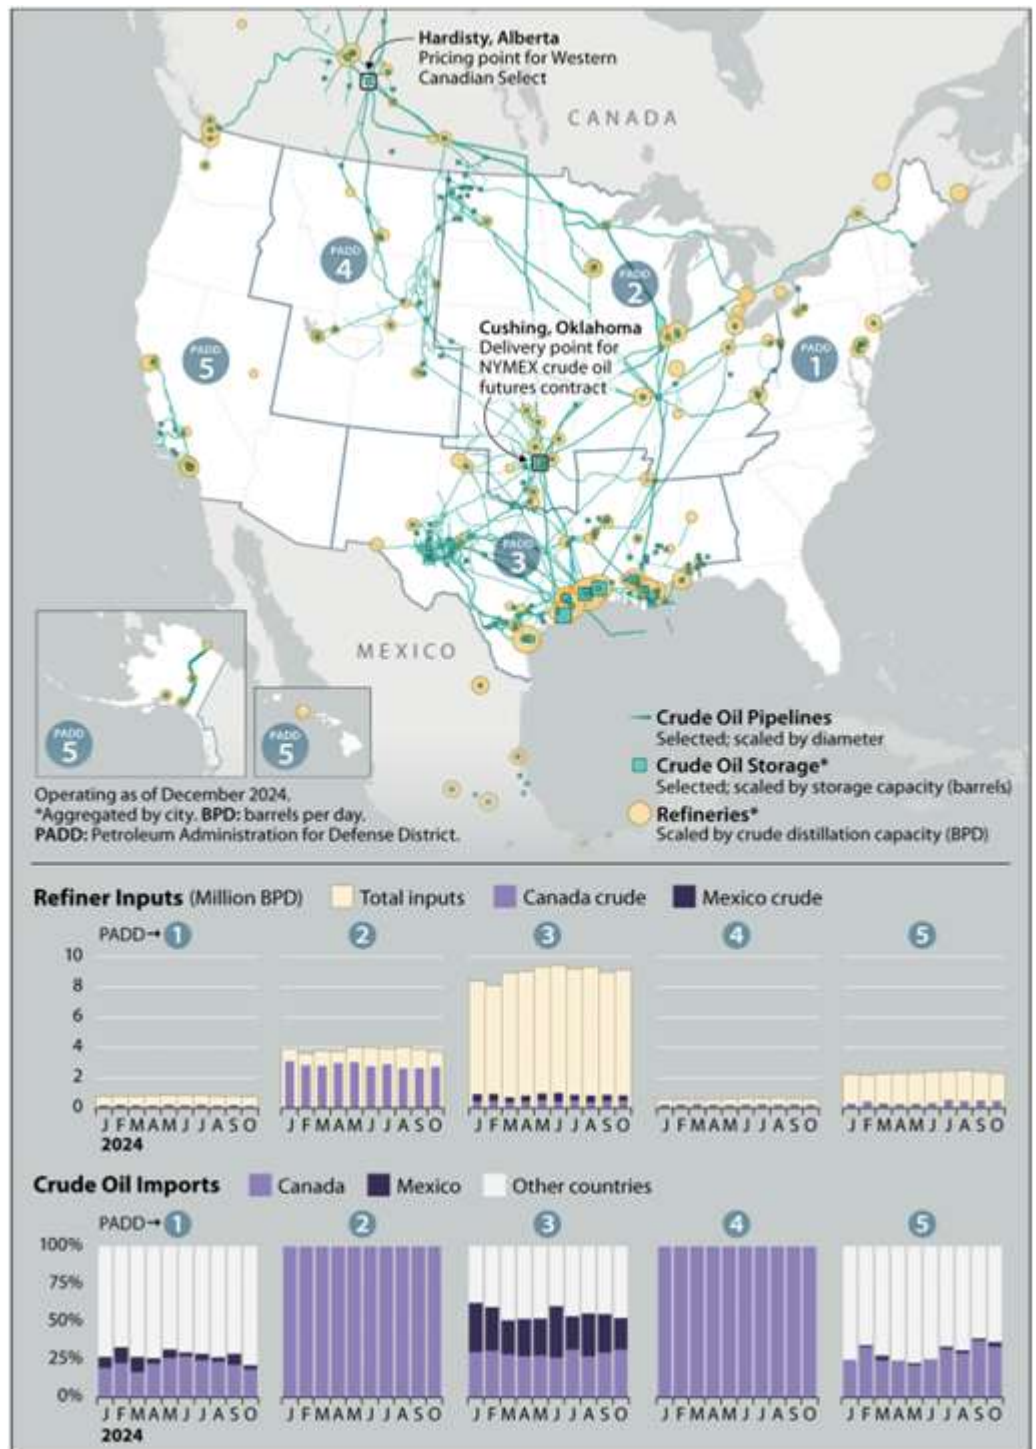 Hardisty, Alberta
Pricing point for Western
Canadian Select
CANADA
PADD
4
PADD
2
Cushing, Oklahoma
Delivery point for
NYMEX crude oil
futures contract
PADD
5
PADD
1
PADD
3
MEXICO
PADD
5
PADD
5
Crude Oil Pipelines
Selected; scaled by diameter
Crude Oil Storage*
Selected; scaled by storage capacity (barrels)
Refineries*
Scaled by crude distillation capacity (BPD)
Operating as of December 2024.
*Aggregated by city. BPD: barrels per day.
PADD: Petroleum Administration for Defense District.
Refiner Inputs (Million BPD) Total inputs Canada crude Mexico crude
PADD→ 1 2 3 4 5
10
8
6
4
2
0
J F M A M J J A S O J F M A M J J A S O J F M A M J J A S O J F M A M J J A S O J F M A M J J A S O
2024
Crude Oil Imports Canada Mexico Other countries
PADD→ 1 2 3 4 5
100%
75%
50%
25%
0%
J F M A M J J A S O J F M A M J J A S O J F M A M J J A S O J F M A M J J A S O J F M A M J J A S O
2024